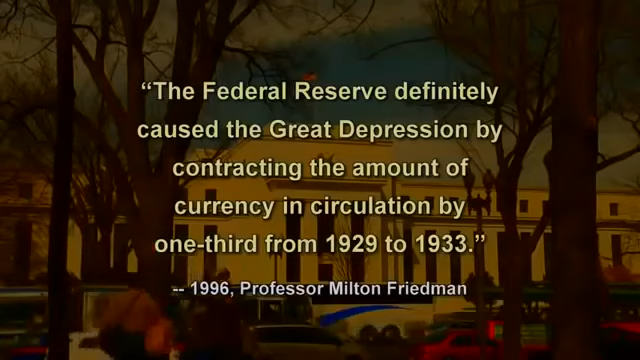 “The Federal Reserve definitely
caused the Great Depression by
contracting the amount of
currency in circulation by
one-third from 1929 to 1933.”
-- 1996, Professor Milton Friedman